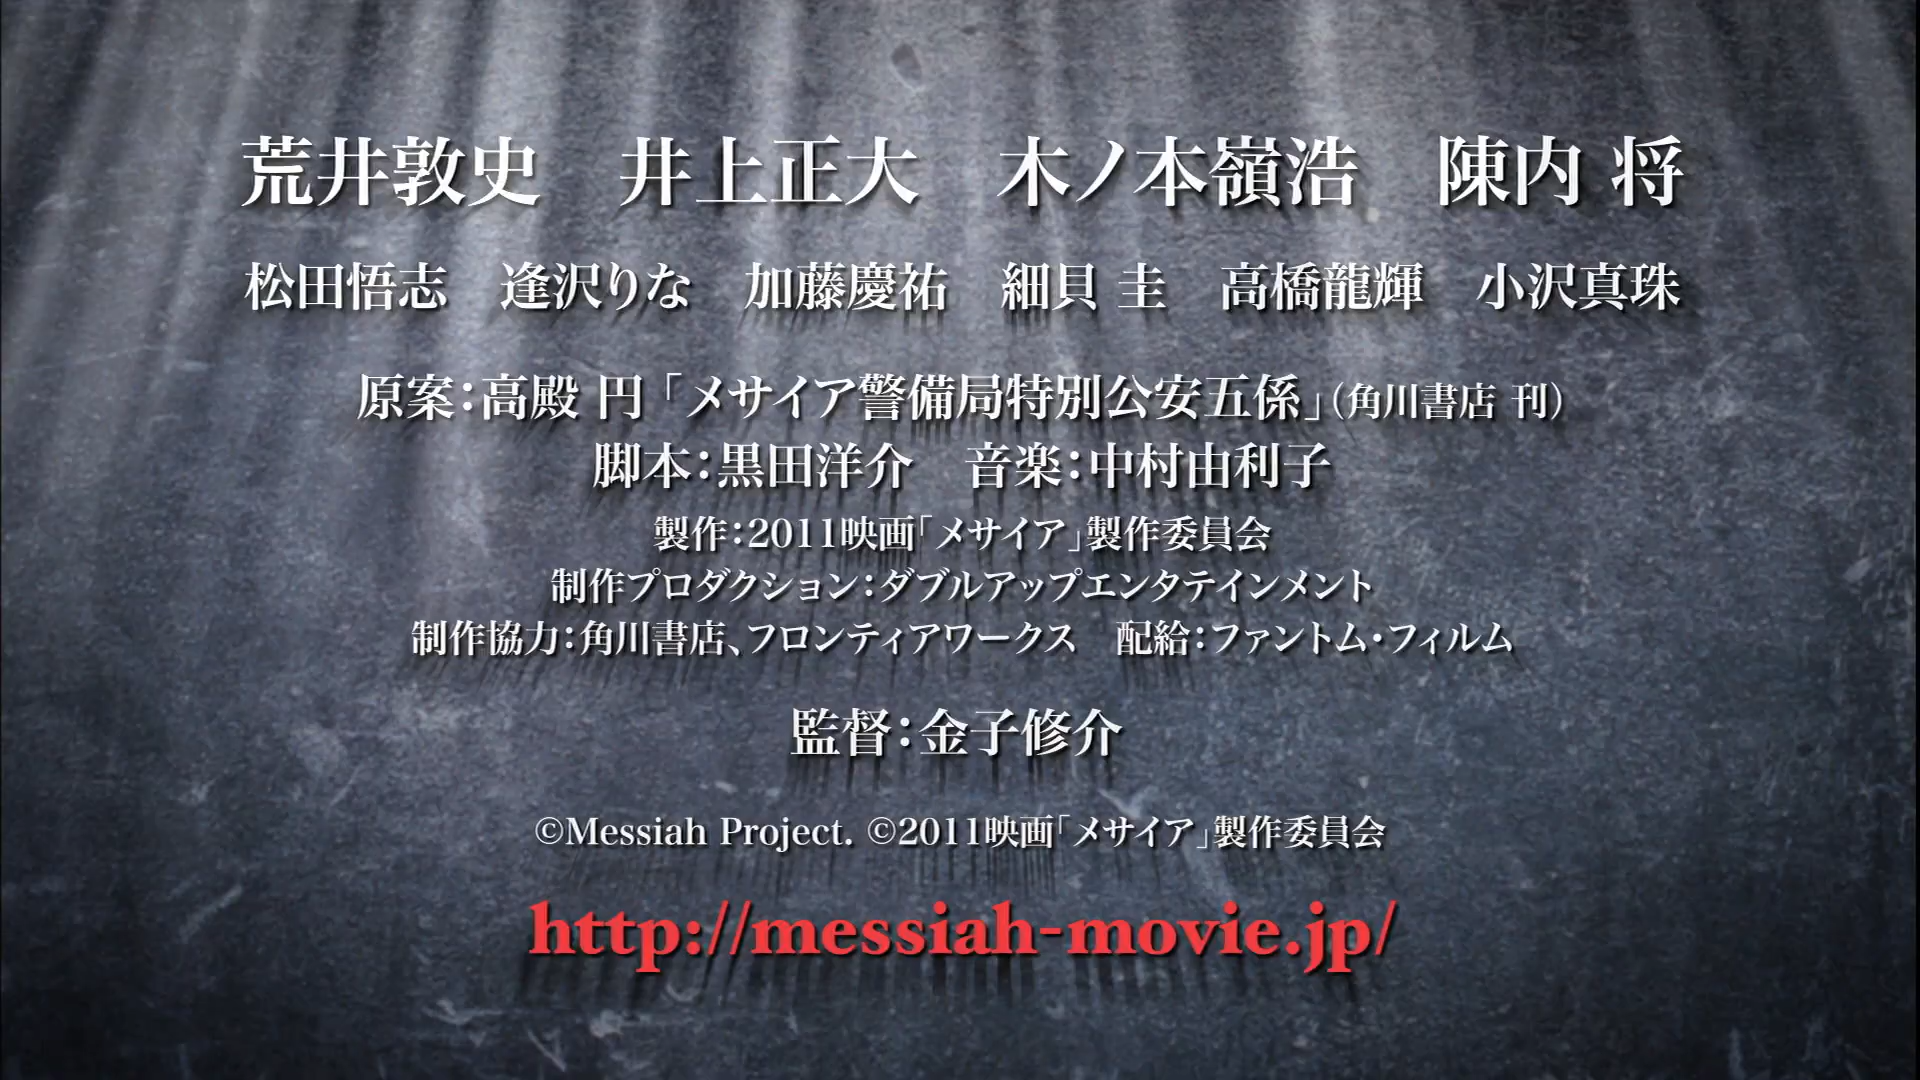 荒井敦史　井上正大　木ノ本嶺浩　陳内 将
松田悟志　逢沢りな　加藤慶祐　細貝 圭　高橋龍輝　小沢真珠
原案：高殿 円「メサイア警備局特別公安五係」（角川書店 刊）
脚本：黒田洋介　音楽：中村由利子
製作：2011映画「メサイア」製作委員会
制作プロダクション：ダブルアップエンタテインメント
制作協力：角川書店、フロンティアワークス　配給：ファントム・フィルム
監督：金子修介
©Messiah Project. ©2011映画「メサイア」製作委員会
http://messiah-movie.jp/